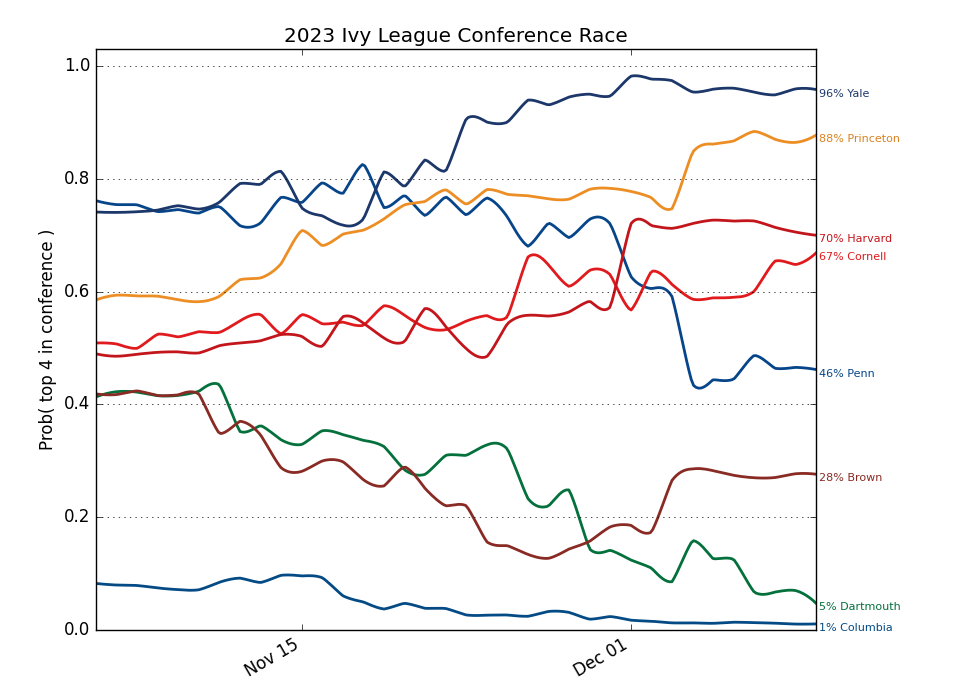 2023 Ivy League Conference Race
Prob( top 4 in conference )
1.0
0.8
0.6
0.4
0.2
0.0
Nov 15
Dec 01
96% Yale
88% Princeton
70% Harvard
67% Cornell
46% Penn
28% Brown
5% Dartmouth
1% Columbia